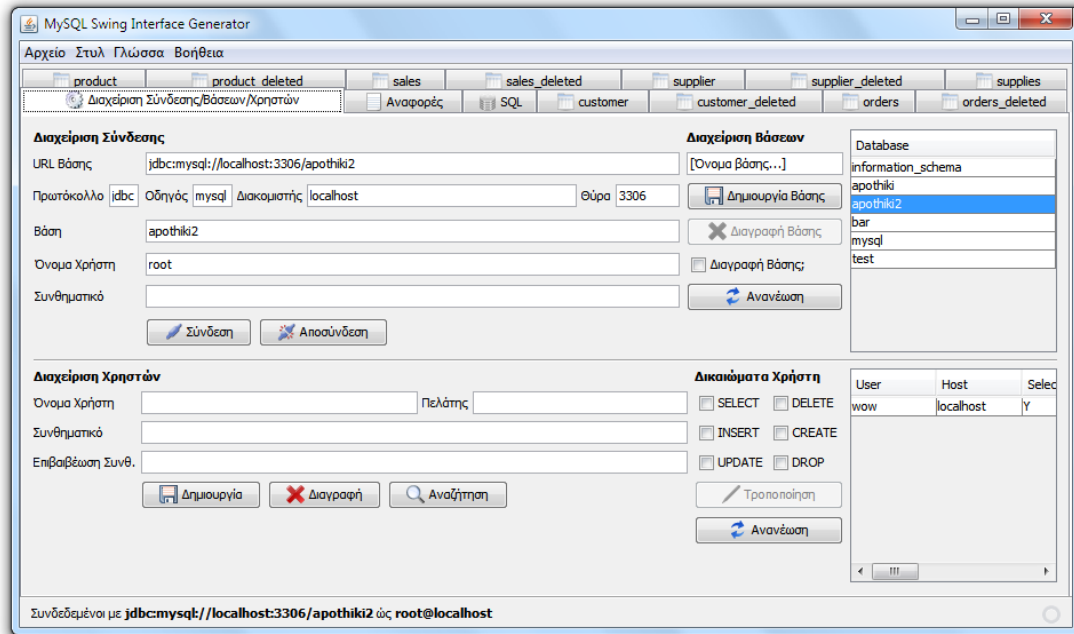 MySQL Swing Interface Generator
Αρχείο Στυλ Γλώσσα Βοήθεια
product product_deleted sales sales_deleted supplier supplier_deleted supplies
Διαχείριση Σύνδεσης/Βάσεων/Χρηστών Αναφορές SQL customer customer_deleted orders orders_deleted
Διαχείριση Σύνδεσης
URL Βάσης jdbc:mysql://localhost:3306/apothiki2
Πρωτόκολλο jdbc Οδηγός mysql Διακομιστής localhost Θύρα 3306
Βάση apothiki2
Όνομα Χρήστη root
Συνθηματικό
Σύνδεση Αποσύνδεση
Διαχείριση Βάσεων
[Όνομα βάσης...]
Δημιουργία Βάσης
Διαγραφή Βάσης
Διαγραφή Βάσης;
Ανανέωση
Database
information_schema
apothiki
apothiki2
bar
mysql
test
Διαχείριση Χρηστών
Όνομα Χρήστη Πελάτης
Συνθηματικό
Επιβαιβέωση Συνθ.
Δημιουργία Διαγραφή Αναζήτηση
Δικαιώματα Χρήστη
SELECT DELETE
INSERT CREATE
UPDATE DROP
Τροποποίηση
Ανανέωση
User Host Selec
wow localhost Y
Συνδεδεμένοι με jdbc:mysql://localhost:3306/apothiki2 ώς root@localhost